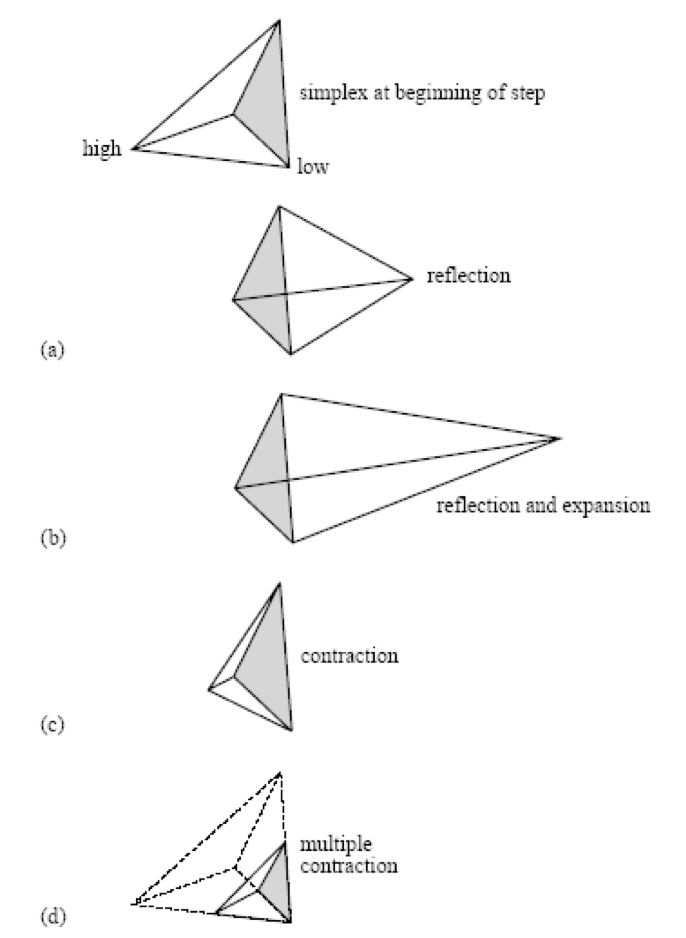 simplex at beginning of step
high
low
reflection
(a)
reflection and expansion
(b)
contraction
(c)
multiple
contraction
(d)